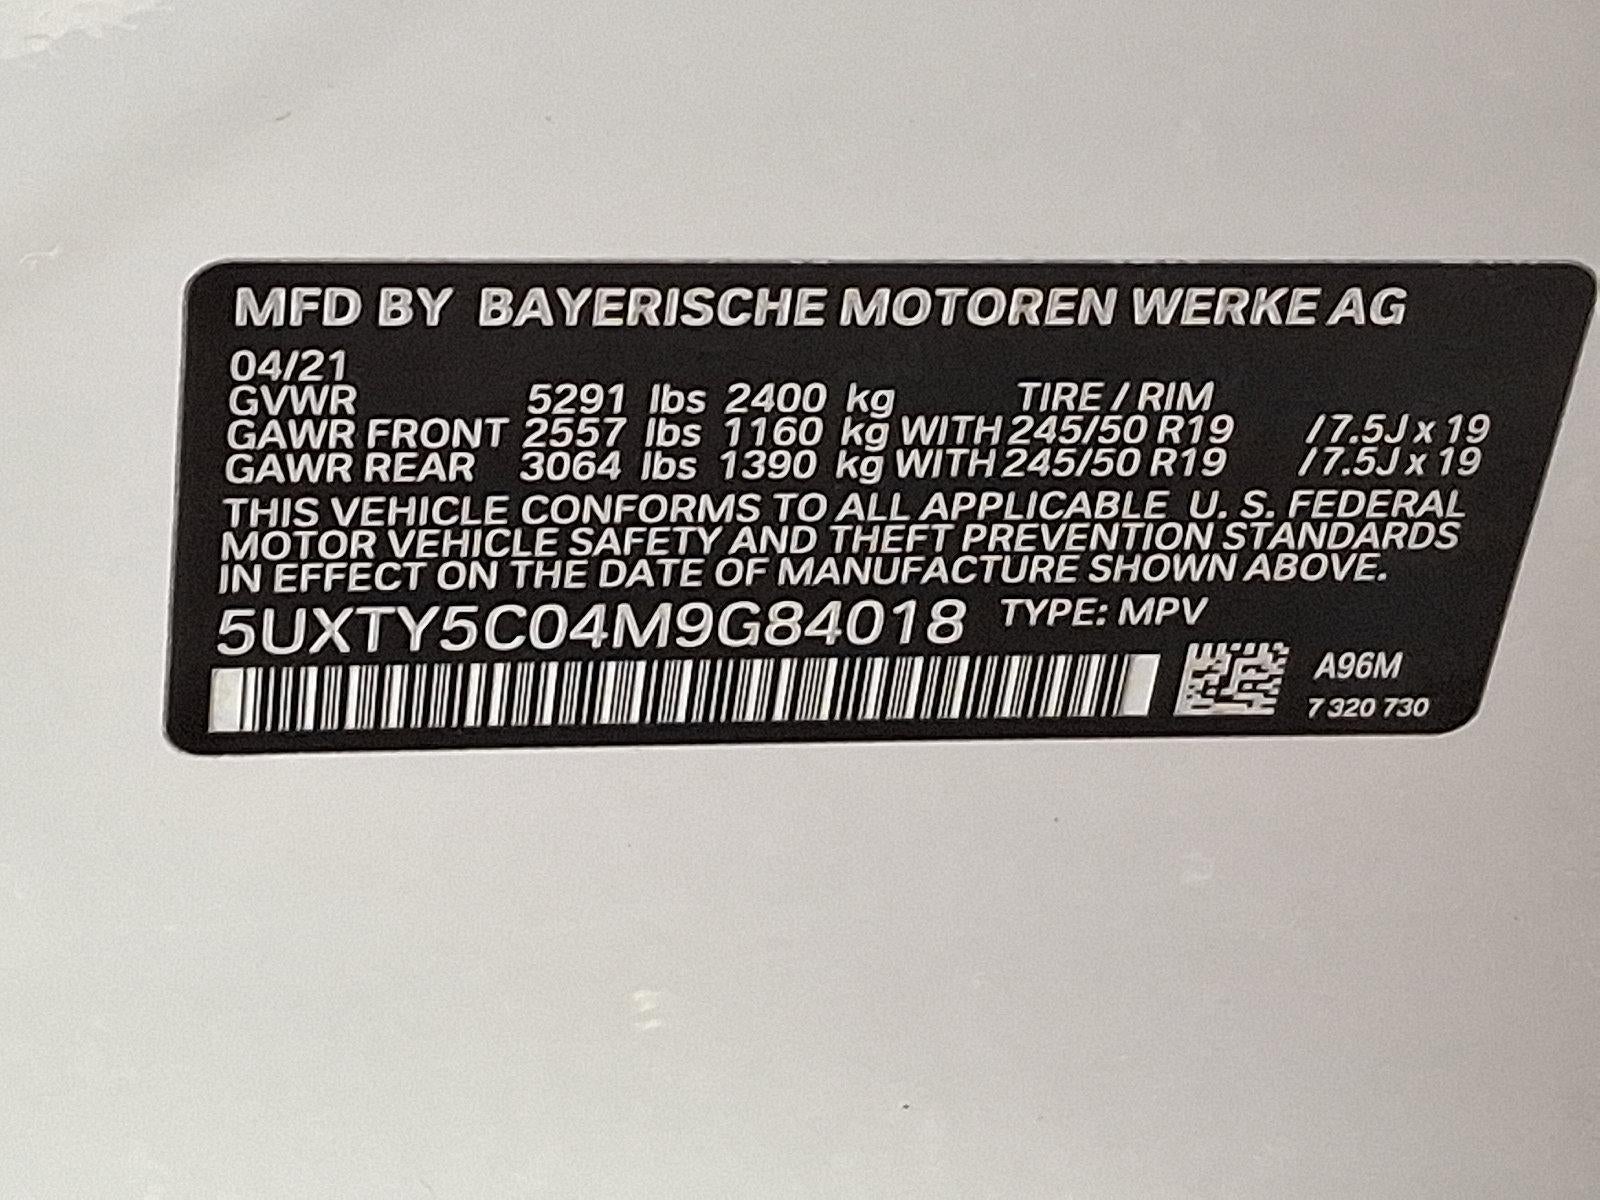 MFD BY BAYERISCHE MOTOREN WERKE AG
04/21
GVWR 5291 lbs 2400 kg TIRE / RIM
GAWR FRONT 2557 lbs 1160 kg WITH 245/50 R19 / 7.5J x 19
GAWR REAR 3064 lbs 1390 kg WITH 245/50 R19 / 7.5J x 19
THIS VEHICLE CONFORMS TO ALL APPLICABLE U. S. FEDERAL
MOTOR VEHICLE SAFETY AND THEFT PREVENTION STANDARDS
IN EFFECT ON THE DATE OF MANUFACTURE SHOWN ABOVE.
5UXTY5C04M9G84018 TYPE: MPV
A96M
7 320 730